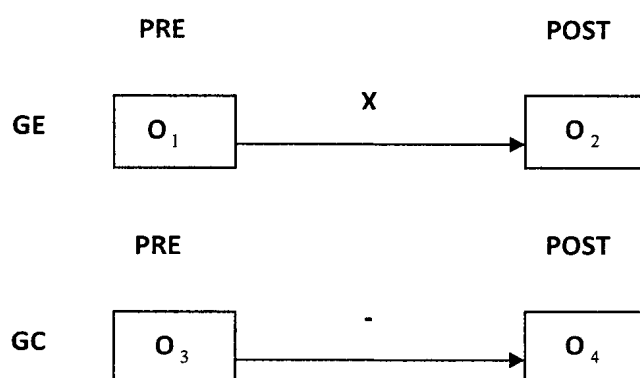 PRE POST
X
GE O₁ O₂
PRE POST
-
GC O₃ O₄